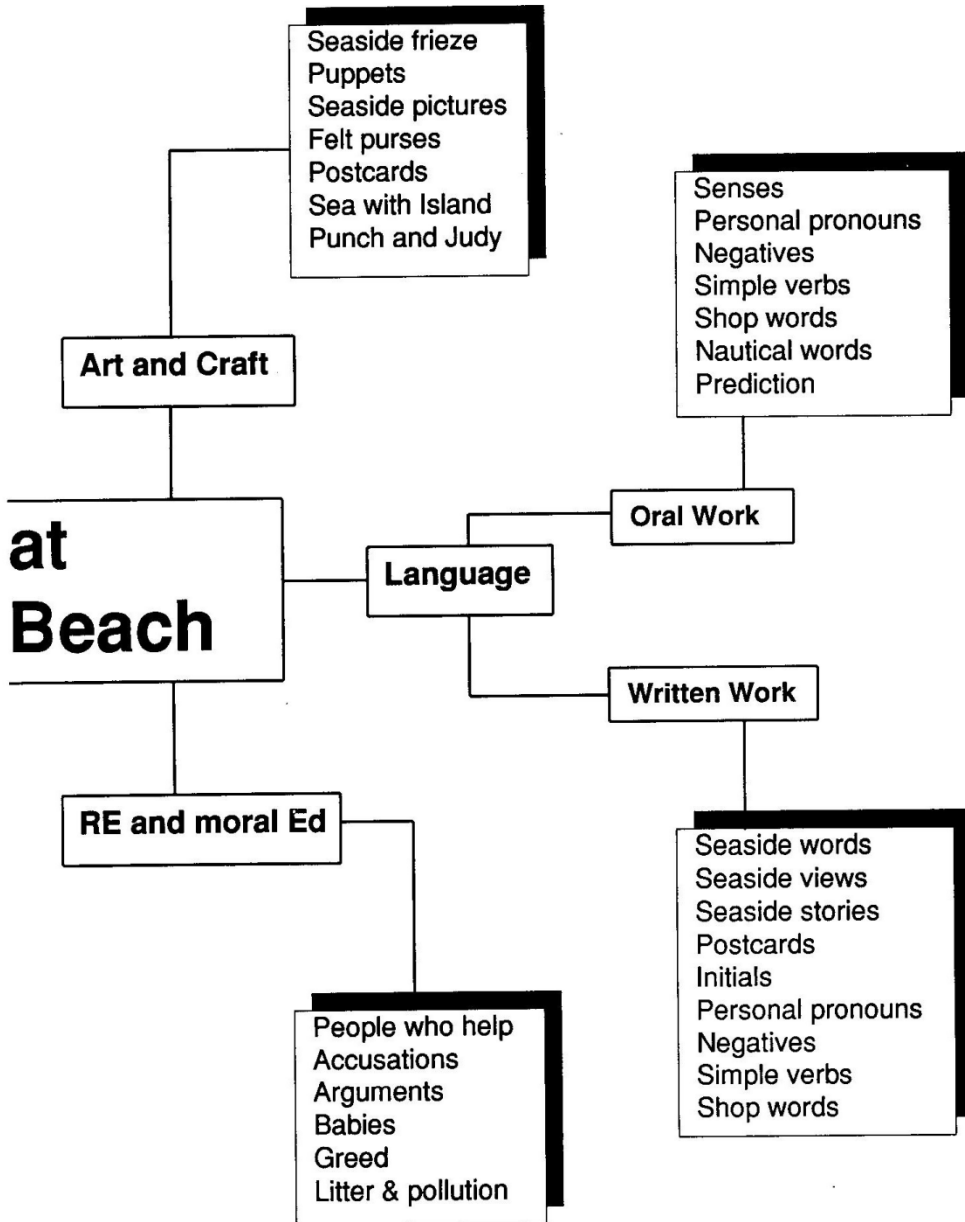 Seaside frieze
Puppets
Seaside pictures
Felt purses
Postcards
Sea with Island
Punch and Judy
Senses
Personal pronouns
Negatives
Simple verbs
Shop words
Nautical words
Prediction
Art and Craft
at
Beach
Language
Oral Work
Written Work
RE and moral Ed
Seaside words
Seaside views
Seaside stories
Postcards
Initials
Personal pronouns
Negatives
Simple verbs
Shop words
People who help
Accusations
Arguments
Babies
Greed
Litter & pollution